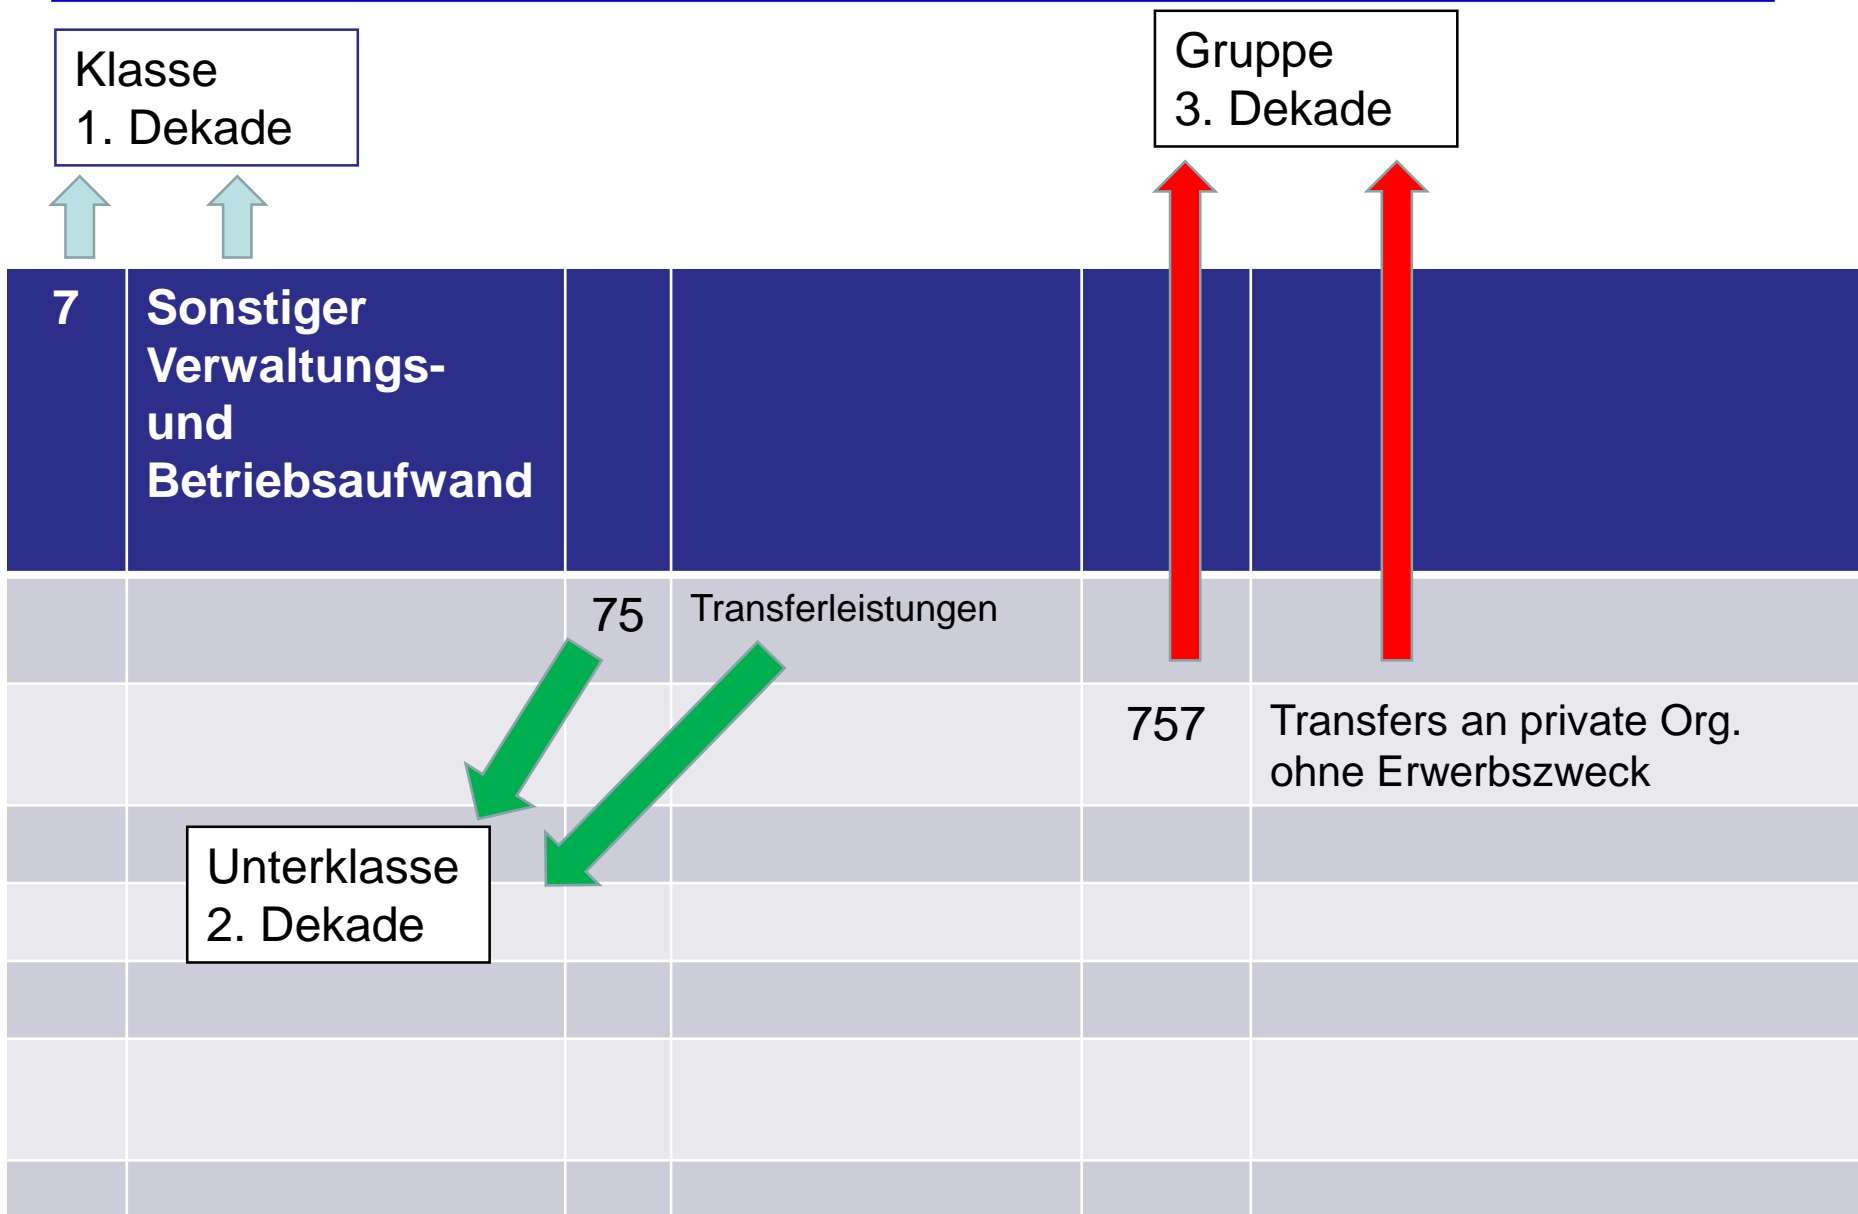 Klasse
1. Dekade
Gruppe
3. Dekade
7
Sonstiger
Verwaltungs-
und
Betriebsaufwand
75
Transferleistungen
757
Transfers an private Org.
ohne Erwerbszweck
Unterklasse
2. Dekade